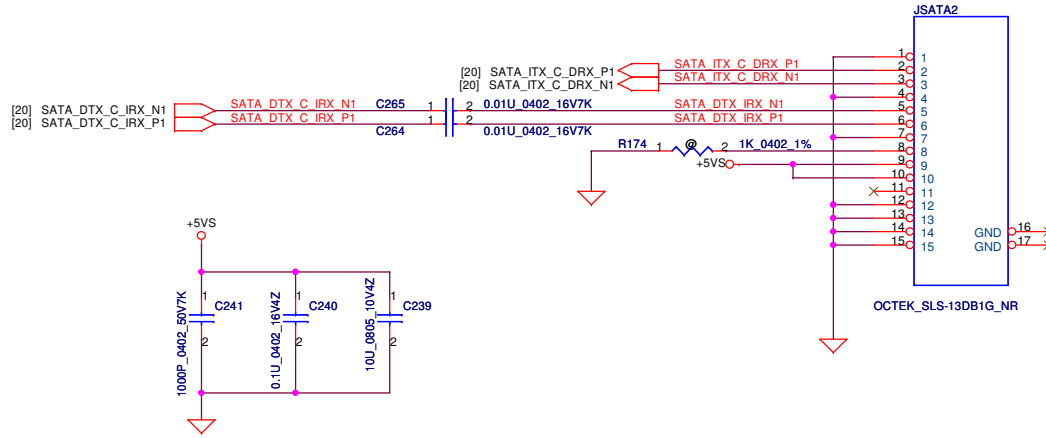 JSATA2
1 1
[20] SATA_ITX_C_DRX_P1 SATA_ITX_C_DRX_P1 2 2
[20] SATA_ITX_C_DRX_N1 SATA_ITX_C_DRX_N1 3 3
4 4
[20] SATA_DTX_C_IRX_N1 SATA_DTX_C_IRX_N1 C265 1 2 0.01U_0402_16V7K SATA_DTX_IRX_N1 5 5
[20] SATA_DTX_C_IRX_P1 SATA_DTX_C_IRX_P1 1 2 SATA_DTX_IRX_P1 6 6
C264 0.01U_0402_16V7K 7 7
R174 1 @ 2 1K_0402_1% 8 8
+5VS 9 9
10 10
11 11
12 12
13 13
14 14 GND 16
15 15 GND 17
OCTEK_SLS-13DB1G_NR
+5VS
1000P_0402_50V7K 1 C241 2
0.1U_0402_16V4Z 1 C240 2
10U_0805_10V4Z 1 C239 2